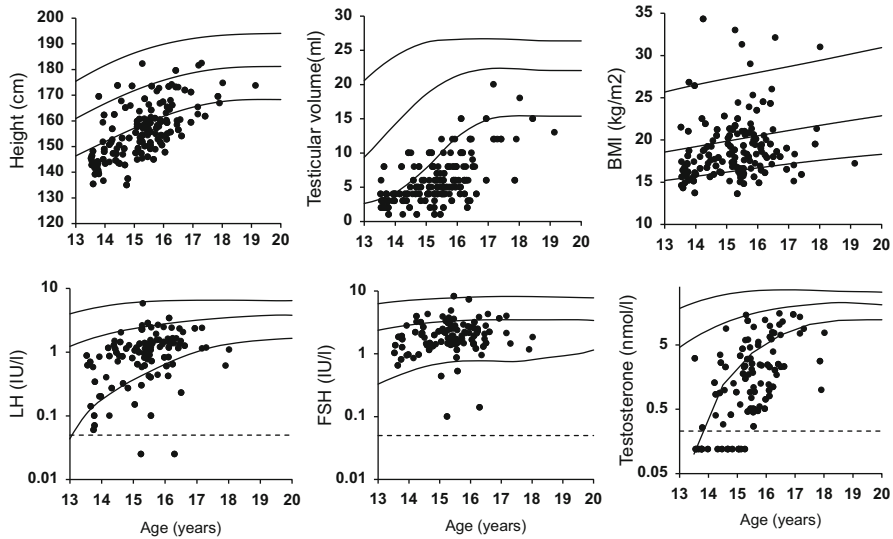 Height (cm)
200
190
180
170
160
150
140
130
120
13 14 15 16 17 18 19 20
Testicular volume(ml)
30
25
20
15
10
5
0
13 14 15 16 17 18 19 20
BMI (kg/m2)
35
30
25
20
15
10
13 14 15 16 17 18 19 20
LH (IU/l)
10
1
0.1
0.01
13 14 15 16 17 18 19 20
Age (years)
FSH (IU/l)
10
1
0.1
0.01
13 14 15 16 17 18 19 20
Age (years)
Testosterone (nmol/l)
5
0.5
0.05
13 14 15 16 17 18 19 20
Age (years)